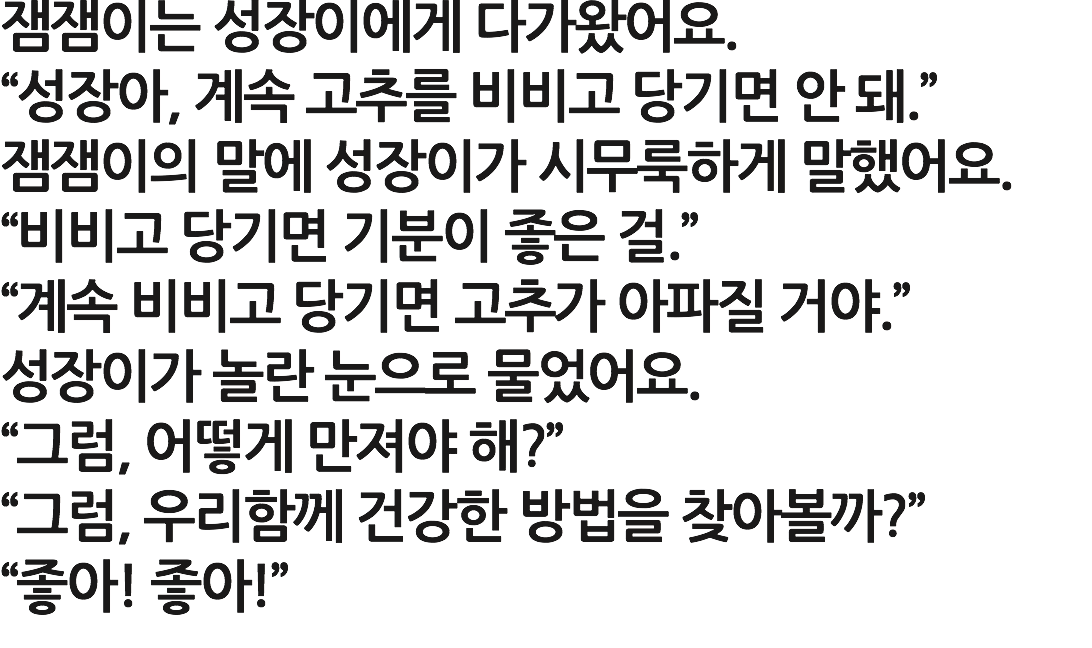 잼잼이는 성장이에게 다가왔어요.
“성장아, 계속 고추를 비비고 당기면 안 돼.”
잼잼이의 말에 성장이가 시무룩하게 말했어요.
“비비고 당기면 기분이 좋은 걸.”
“계속 비비고 당기면 고추가 아파질 거야.”
성장이가 놀란 눈으로 물었어요.
“그럼, 어떻게 만져야 해?”
“그럼, 우리함께 건강한 방법을 찾아볼까?”
“좋아! 좋아!”